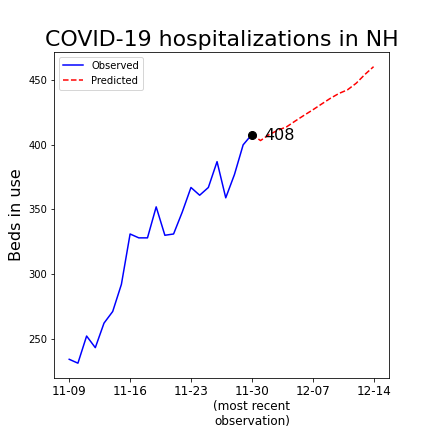 COVID-19 hospitalizations in NH
Observed
Predicted
450
400
350
300
250
Beds in use
408
11-09 11-16 11-23 11-30 12-07 12-14
(most recent
observation)